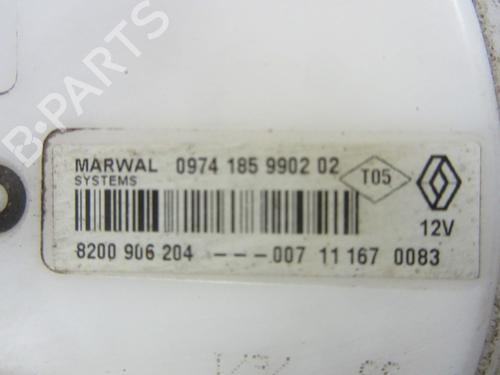 B-PARTS
MARWAL 0974 185 9902 02
SYSTEMS
T05
12V
8200 906 204 ---007 11 167 0083